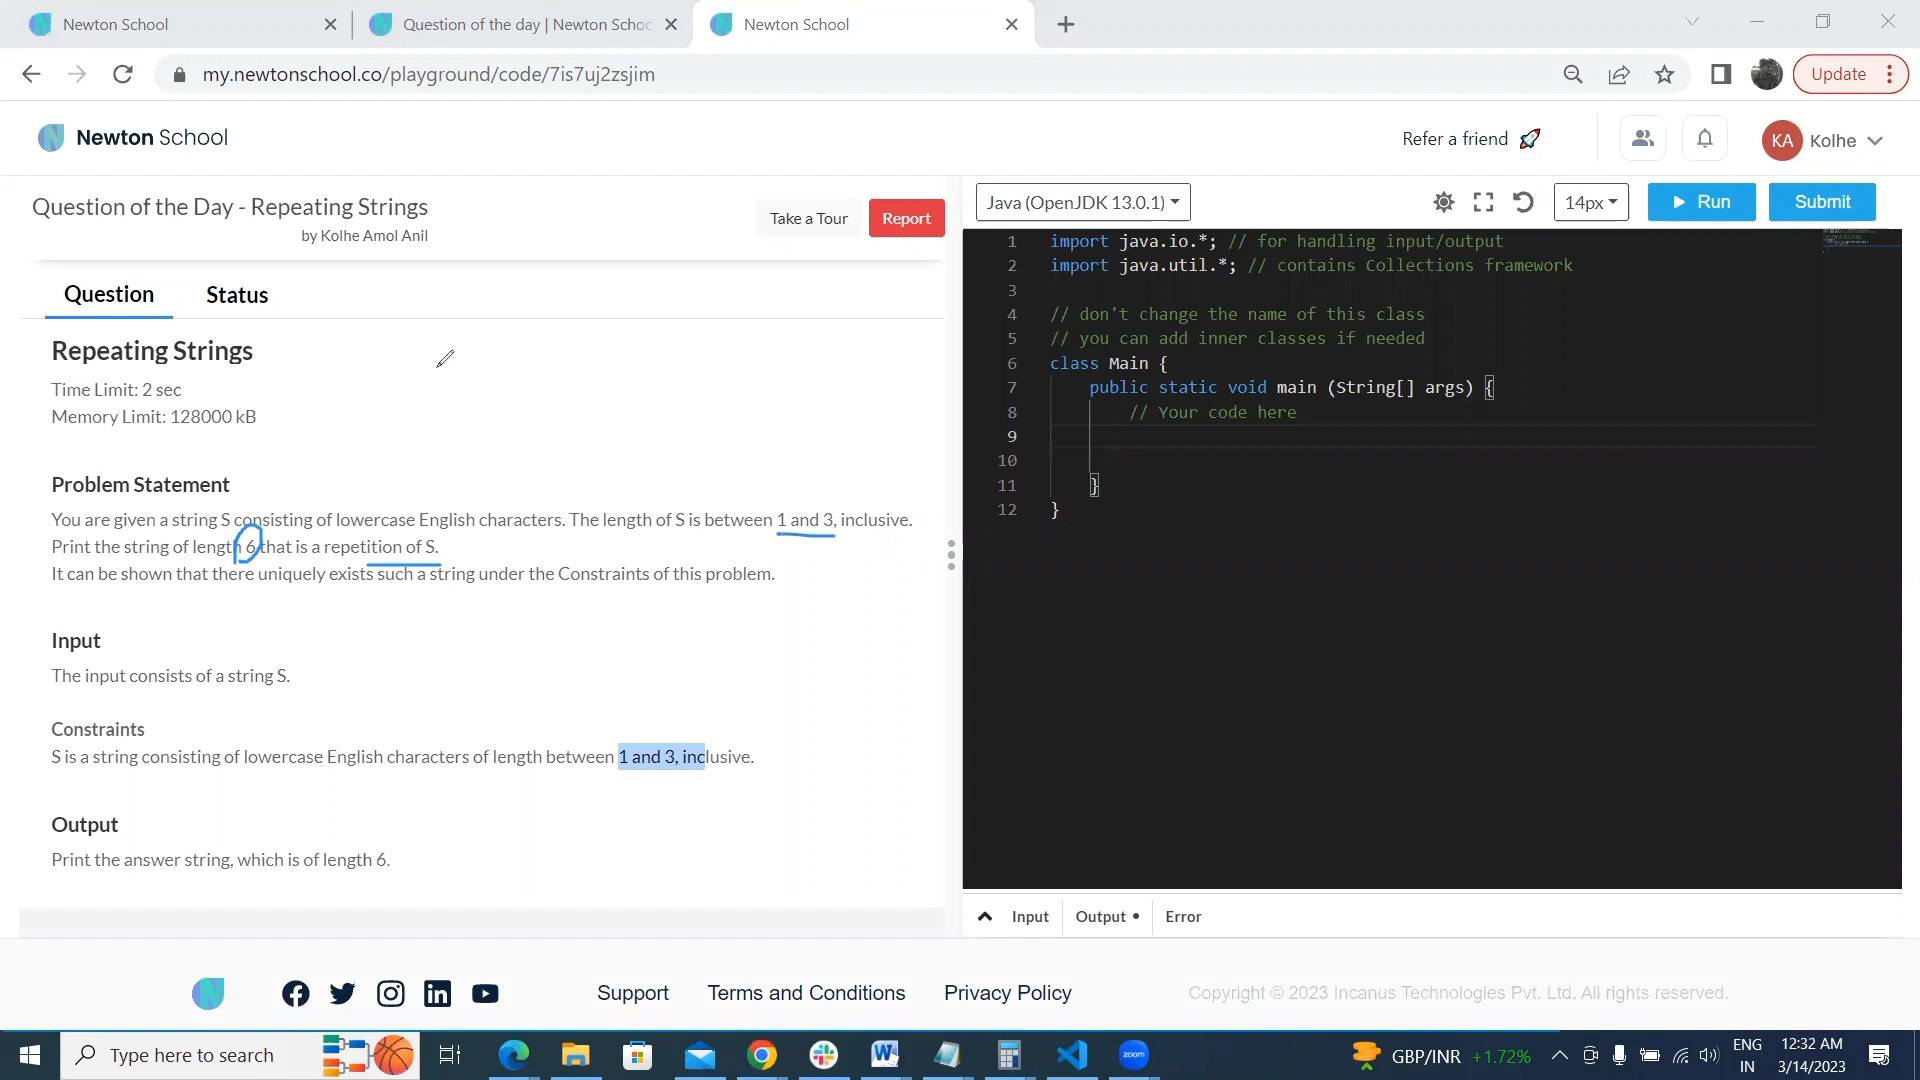 Newton School
Question of the day | Newton Schoo
Newton School
my.newtonschool.co/playground/code/7is7uj2zsjim
Update
Newton School
Refer a friend
KA
Kolhe
Question of the Day - Repeating Strings
by Kolhe Amol Anil
Take a Tour
Report
Question
Status
Repeating Strings
Time Limit: 2 sec
Memory Limit: 128000 kB
Problem Statement
You are given a string S consisting of lowercase English characters. The length of S is between 1 and 3, inclusive.
Print the string of length 6 that is a repetition of S.
It can be shown that there uniquely exists such a string under the Constraints of this problem.
Input
The input consists of a string S.
Constraints
S is a string consisting of lowercase English characters of length between 1 and 3, inclusive.
Output
Print the answer string, which is of length 6.
Java (OpenJDK 13.0.1)
14px
Run
Submit
1 import java.io.*; // for handling input/output
2 import java.util.*; // contains Collections framework
3
4 // don't change the name of this class
5 // you can add inner classes if needed
6 class Main {
7 public static void main (String[] args) {
8 // Your code here
9
10
11 }
12 }
Input
Output
Error
Support
Terms and Conditions
Privacy Policy
Copyright © 2023 Incanus Technologies Pvt. Ltd. All rights reserved.
Type here to search
zoom
GBP/INR +1.72%
ENG
IN
12:32 AM
3/14/2023